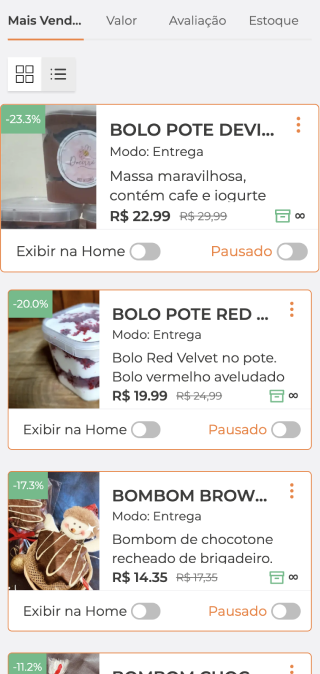 Mais Vend...
Valor
Avaliação
Estoque
-23.3%
BOLO POTE DEVI...
Modo: Entrega
Massa maravilhosa,
contém cafe e iogurte
R$ 22.99 R$ 29,99 ∞
Exibir na Home Pausado
-20.0%
BOLO POTE RED ...
Modo: Entrega
Bolo Red Velvet no pote.
Bolo vermelho aveludado
R$ 19.99 R$ 24,99 ∞
Exibir na Home Pausado
-17.3%
BOMBOM BROW...
Modo: Entrega
Bombom de chocotone
recheado de brigadeiro.
R$ 14.35 R$ 17,35 ∞
Exibir na Home Pausado
-11.2%
BOMBOM CHOC...